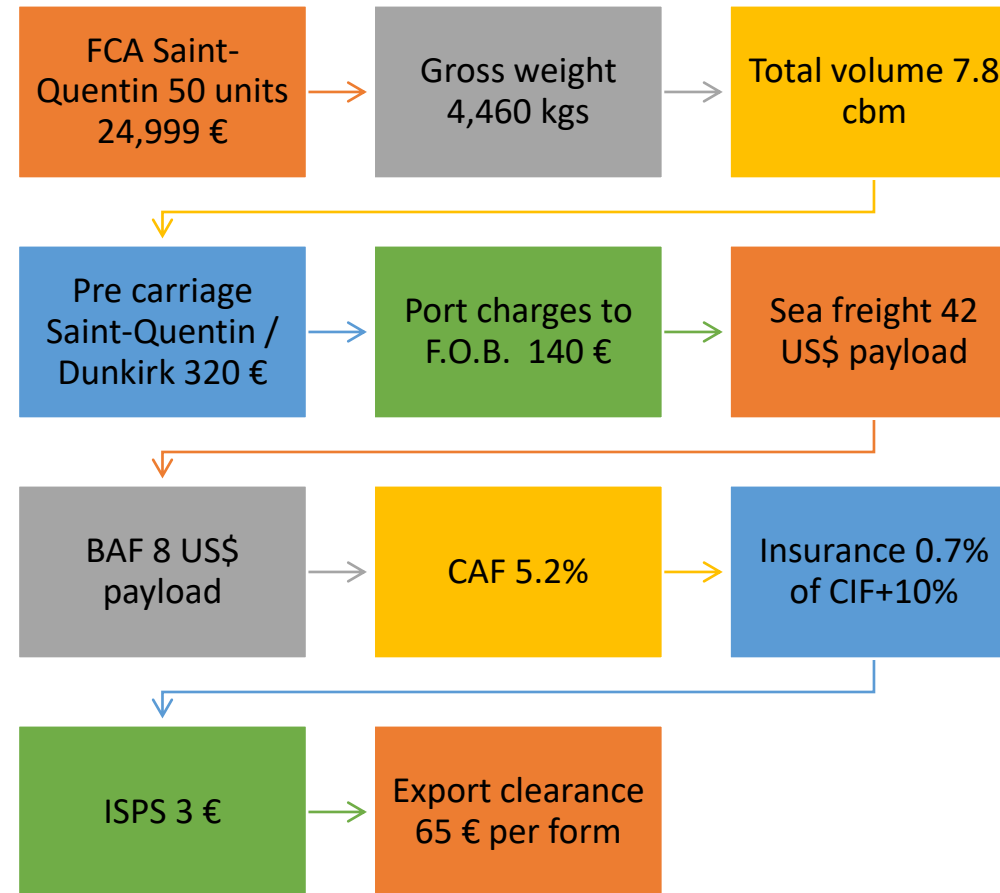 FCA Saint-
Quentin 50 units
24,999 €
Gross weight
4,460 kgs
Total volume 7.8
cbm
Pre carriage
Saint-Quentin /
Dunkirk 320 €
Port charges to
F.O.B.  140 €
Sea freight 42
US$ payload
BAF 8 US$
payload
CAF 5.2%
Insurance 0.7%
of CIF+10%
ISPS 3 €
Export clearance
65 € per form